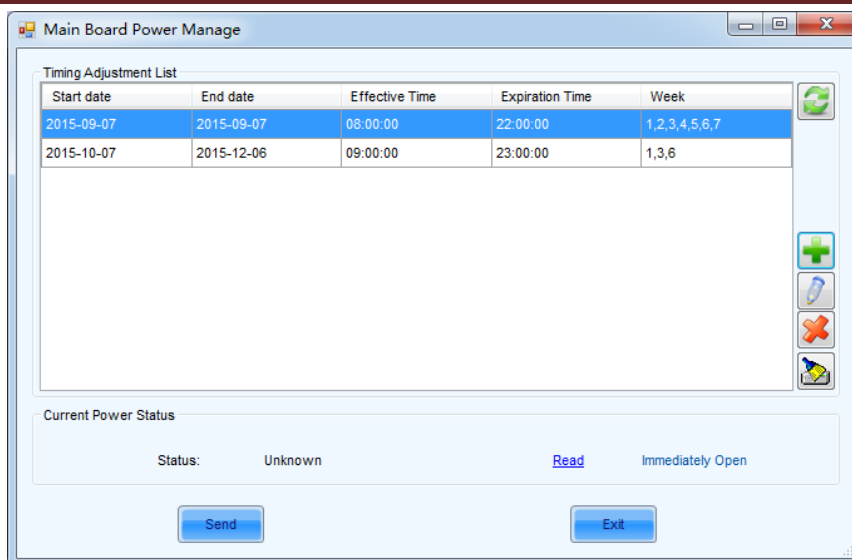 Main Board Power Manage
Timing Adjustment List
Start date End date Effective Time Expiration Time Week
2015-09-07 2015-09-07 08:00:00 22:00:00 1,2,3,4,5,6,7
2015-10-07 2015-12-06 09:00:00 23:00:00 1,3,6
Current Power Status
Status: Unknown Read Immediately Open
Send Exit